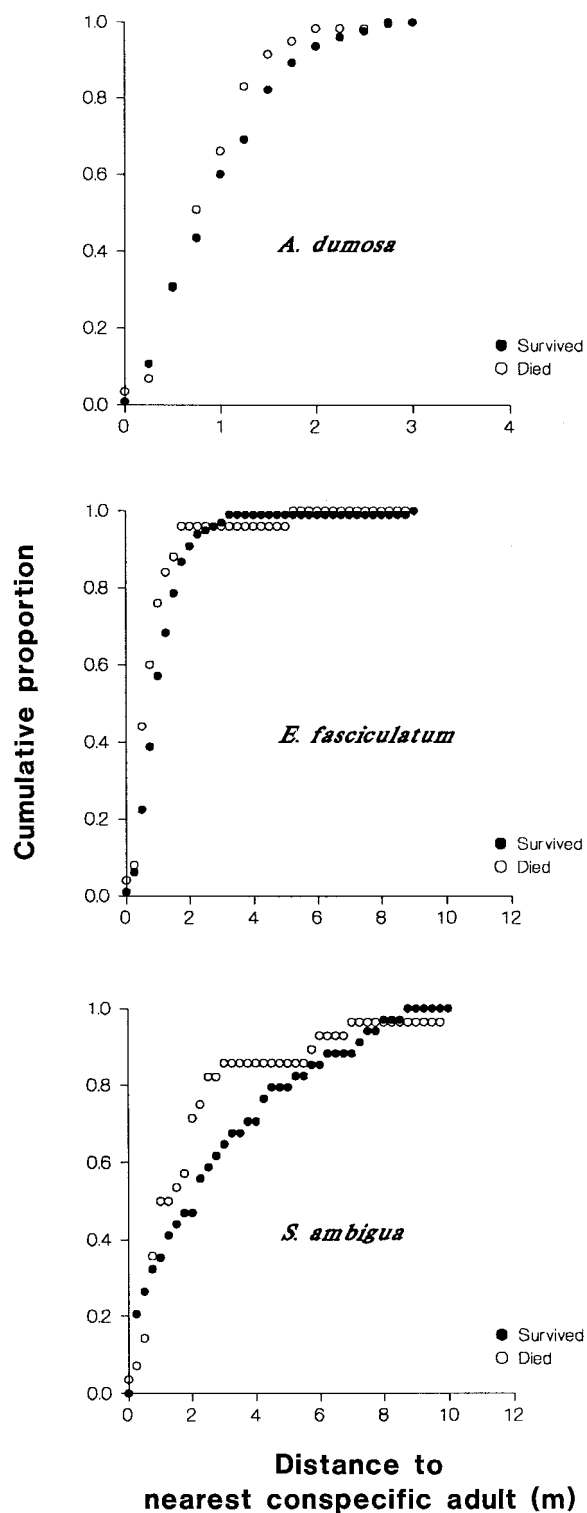 1.0
0.8
0.6
0.4
0.2
0.0
0 1 2 3 4
A. dumosa
Survived
Died
1.0
0.8
0.6
0.4
0.2
0.0
0 2 4 6 8 10 12
E. fasciculatum
Survived
Died
Cumulative proportion
1.0
0.8
0.6
0.4
0.2
0.0
0 2 4 6 8 10 12
S. ambigua
Survived
Died
Distance to
nearest conspecific adult (m)